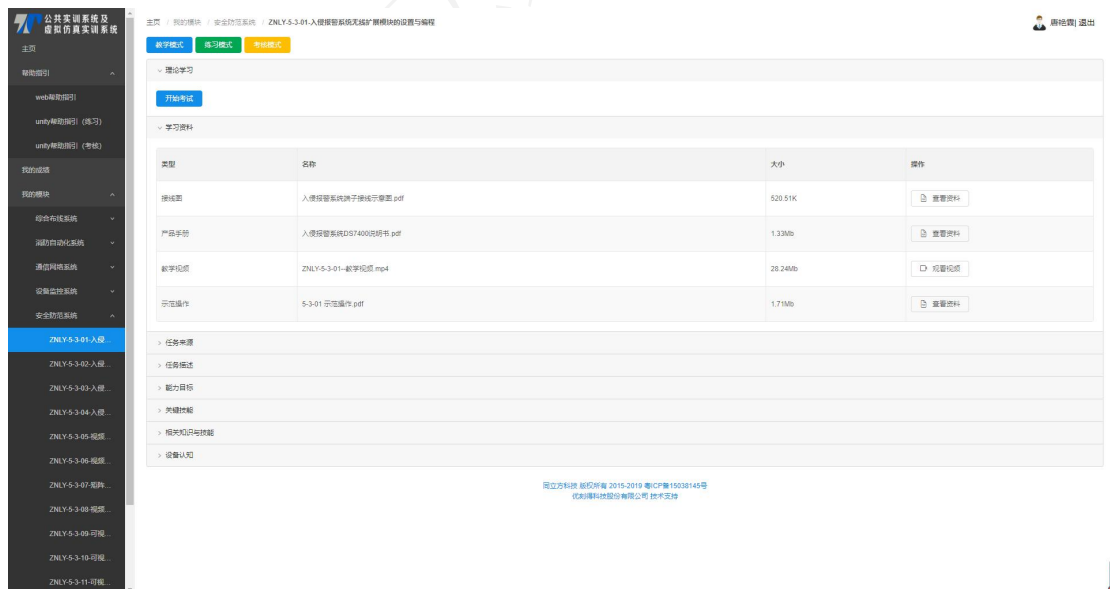 公共实训系统及
虚拟仿真实训系统
主页 / 我的模块 / 安全防范系统 / ZNLY-5-3-01-入侵报警系统无线扩展模块的设置与编程
唐培霞| 退出
教学模式 练习模式 考核模式
主页
帮助指引
web帮助指引
unity帮助指引（练习）
unity帮助指引（考核）
我的成绩
我的模块
综合布线系统
消防自动化系统
通信网络系统
设备监控系统
安全防范系统
ZNLY-5-3-01-入侵...
ZNLY-5-3-02-入侵...
ZNLY-5-3-03-入侵...
ZNLY-5-3-04-入侵...
ZNLY-5-3-05-视频...
ZNLY-5-3-06-视频...
ZNLY-5-3-07-矩阵...
ZNLY-5-3-08-视频...
ZNLY-5-3-09-可视...
ZNLY-5-3-10-可视...
ZNLY-5-3-11-可视...
理论学习
开始考试
学习资料
类型 名称 大小 操作
接线图 入侵报警系统端子接线示意图.pdf 520.51K 查看资料
产品手册 入侵报警系统DS7400说明书.pdf 1.33Mb 查看资料
教学视频 ZNLY-5-3-01--教学视频.mp4 28.24Mb 观看视频
示范操作 5-3-01 示范操作.pdf 1.71Mb 查看资料
任务来源
任务描述
能力目标
关键技能
相关知识与技能
设备认知
同立方科技 版权所有 2015-2019 粤ICP备15038145号
优刻得科技股份有限公司 技术支持